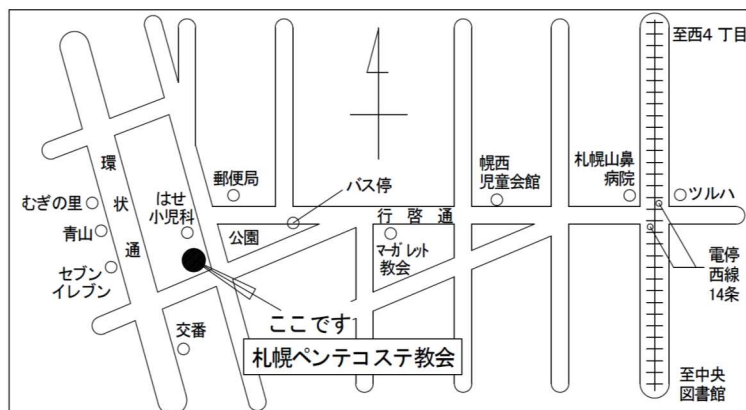 至西4丁目
環状通
むぎの里
青山
セブン
イレブン
はせ
小児科
郵便局
公園
バス停
行啓通
マーガレット
教会
幌西
児童会館
札幌山鼻
病院
ツルハ
電停
西線
14条
交番
ここです
札幌ペンテコステ教会
至中央
図書館